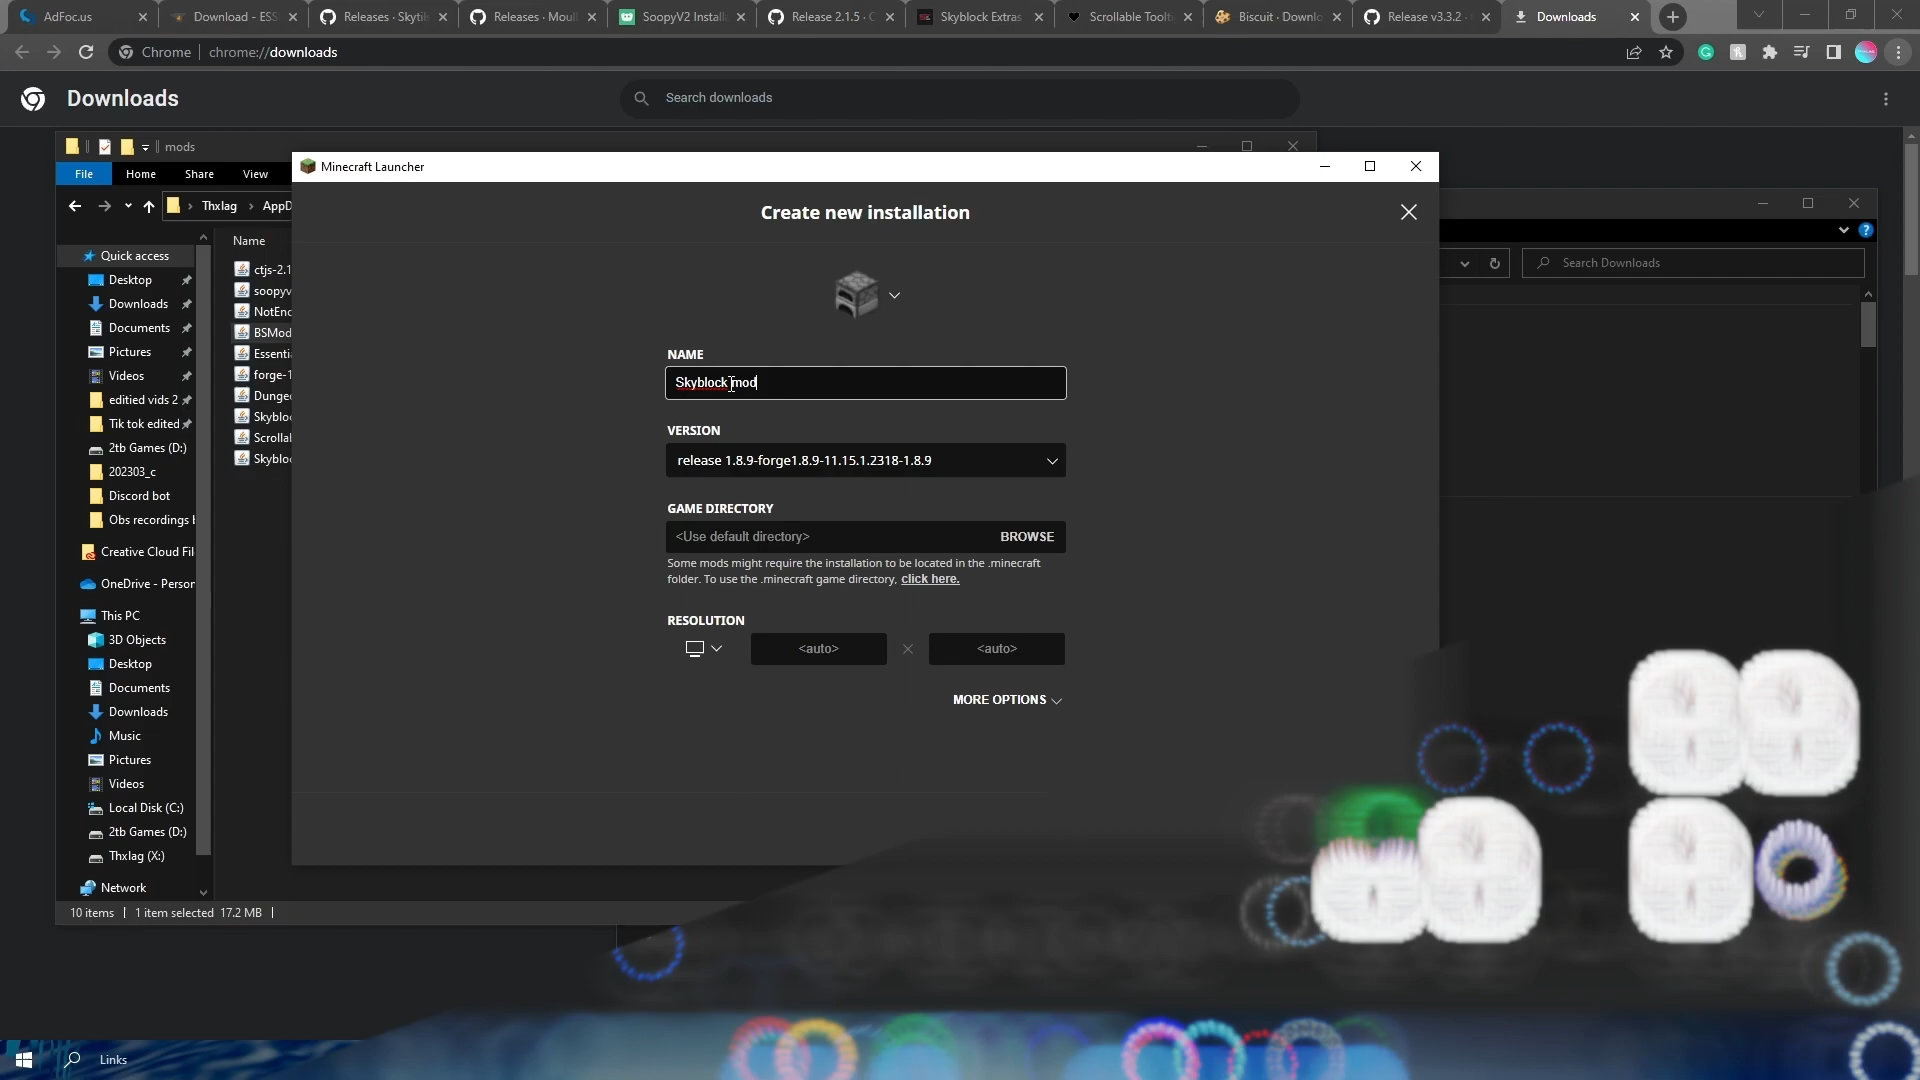 AdFoc.us
Download - ESS
Releases · Skytil
Releases · Moul
SoopyV2 Install
Release 2.1.5 · C
Skyblock Extras
Scrollable Toolti
Biscuit - Downlo
Release v3.3.2 ·
Downloads
Chrome
chrome://downloads
Downloads
Search downloads
mods
Minecraft Launcher
File
Home
Share
View
Thxlag
AppD
Create new installation
Search Downloads
Name
Quick access
Desktop
Downloads
Documents
Pictures
Videos
editied vids 2
Tik tok edited
2tb Games (D:)
202303_c
Discord bot
Obs recordings
Creative Cloud Fil
OneDrive - Person
This PC
3D Objects
Desktop
Documents
Downloads
Music
Pictures
Videos
Local Disk (C:)
2tb Games (D:)
Thxlag (X:)
Network
ctjs-2.1
soopyv
NotEnc
BSMod
Essenti
forge-1
Dunge
Skybloc
Scrollal
Skybloc
NAME
Skyblock mod
VERSION
release 1.8.9-forge1.8.9-11.15.1.2318-1.8.9
GAME DIRECTORY
<Use default directory>
BROWSE
Some mods might require the installation to be located in the .minecraft
folder. To use the .minecraft game directory, click here.
RESOLUTION
<auto>
<auto>
MORE OPTIONS
10 items
1 item selected
17.2 MB
Links